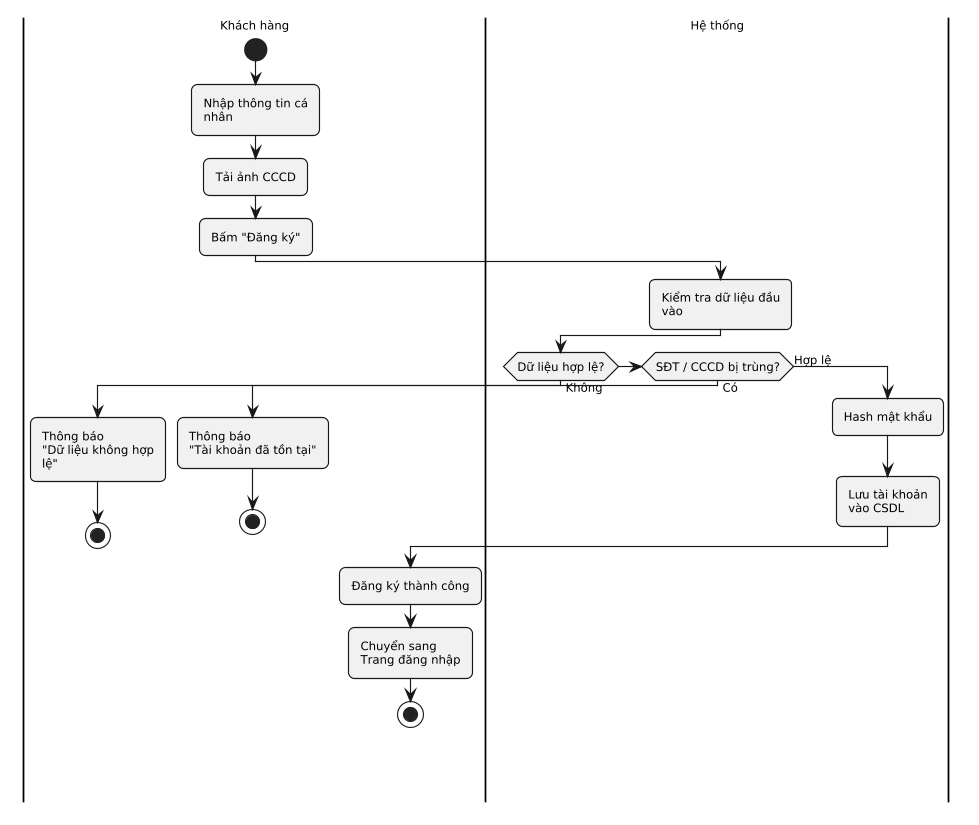 Khách hàng
Hệ thống
Nhập thông tin cá
nhân
Tải ảnh CCCD
Bấm "Đăng ký"
Kiểm tra dữ liệu đầu
vào
Dữ liệu hợp lệ?
SĐT / CCCD bị trùng?
Hợp lệ
Không
Có
Thông báo
"Dữ liệu không hợp
lệ"
Thông báo
"Tài khoản đã tồn tại"
Hash mật khẩu
Lưu tài khoản
vào CSDL
Đăng ký thành công
Chuyển sang
Trang đăng nhập